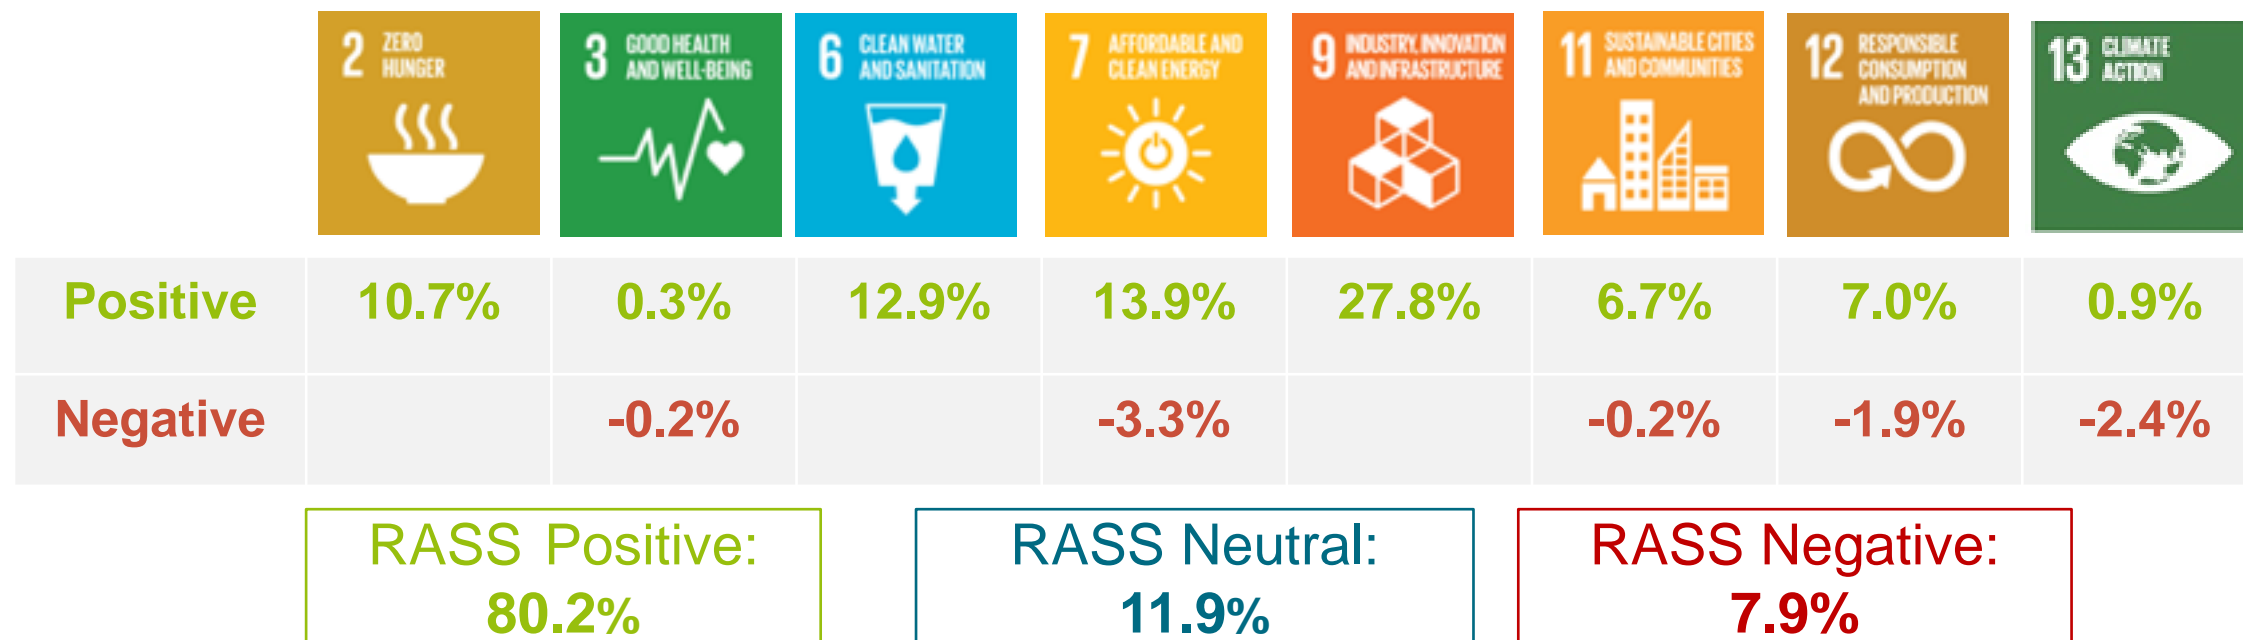 2 ZERO
HUNGER
3 GOOD HEALTH
AND WELL-BEING
6 CLEAN WATER
AND SANITATION
7 AFFORDABLE AND
CLEAN ENERGY
9 INDUSTRY, INNOVATION
AND INFRASTRUCTURE
11 SUSTAINABLE CITIES
AND COMMUNITIES
12 RESPONSIBLE
CONSUMPTION
AND PRODUCTION
13 CLIMATE
ACTION
Positive 10.7% 0.3% 12.9% 13.9% 27.8% 6.7% 7.0% 0.9%
Negative -0.2% -3.3% -0.2% -1.9% -2.4%
RASS Positive:
80.2%
RASS Neutral:
11.9%
RASS Negative:
7.9%